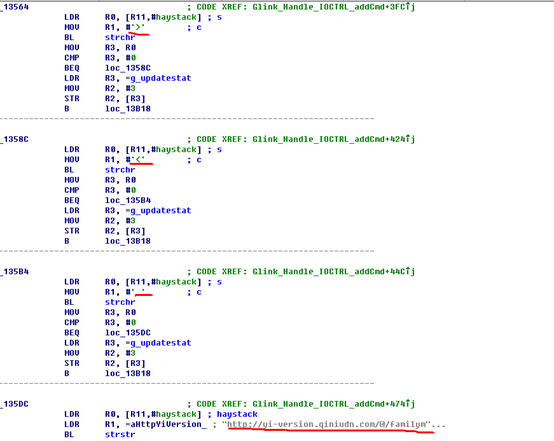 _13564 ; CODE XREF: Glink_Handle_IOCTRL_addCmd+3FC↑j
LDR R0, [R11,#haystack] ; s
MOV R1, #'>' ; c
BL strchr
MOV R3, R0
CMP R3, #0
BEQ loc_1358C
LDR R3, =g_updatestat
MOV R2, #3
STR R2, [R3]
B loc_13B18
_1358C ; CODE XREF: Glink_Handle_IOCTRL_addCmd+424↑j
LDR R0, [R11,#haystack] ; s
MOV R1, #'<' ; c
BL strchr
MOV R3, R0
CMP R3, #0
BEQ loc_135B4
LDR R3, =g_updatestat
MOV R2, #3
STR R2, [R3]
B loc_13B18
_135B4 ; CODE XREF: Glink_Handle_IOCTRL_addCmd+44C↑j
LDR R0, [R11,#haystack] ; s
MOV R1, #' ' ; c
BL strchr
MOV R3, R0
CMP R3, #0
BEQ loc_135DC
LDR R3, =g_updatestat
MOV R2, #3
STR R2, [R3]
B loc_13B18
_135DC ; CODE XREF: Glink_Handle_IOCTRL_addCmd+474↑j
LDR R0, [R11,#haystack] ; haystack
LDR R1, =aHttpYiVersion_ ; "http://yi-version.qiniudn.com/@/familym"...
BL strstr